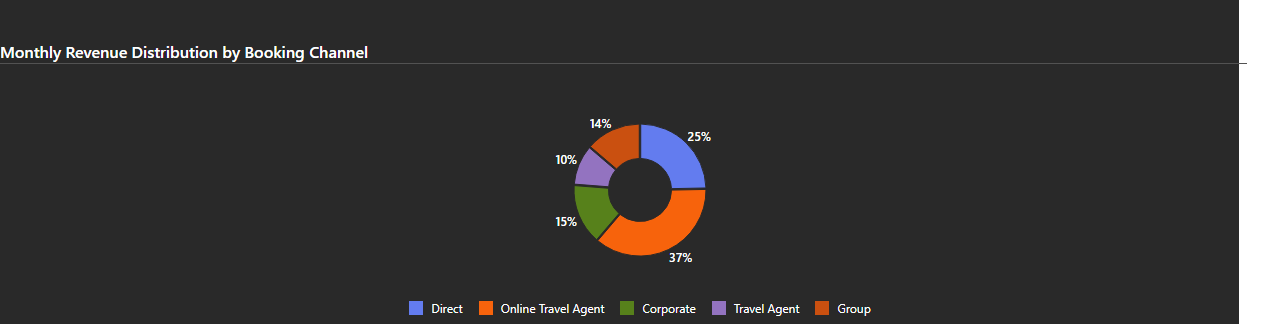 Monthly Revenue Distribution by Booking Channel
14%
25%
10%
15%
37%
Direct Online Travel Agent Corporate Travel Agent Group